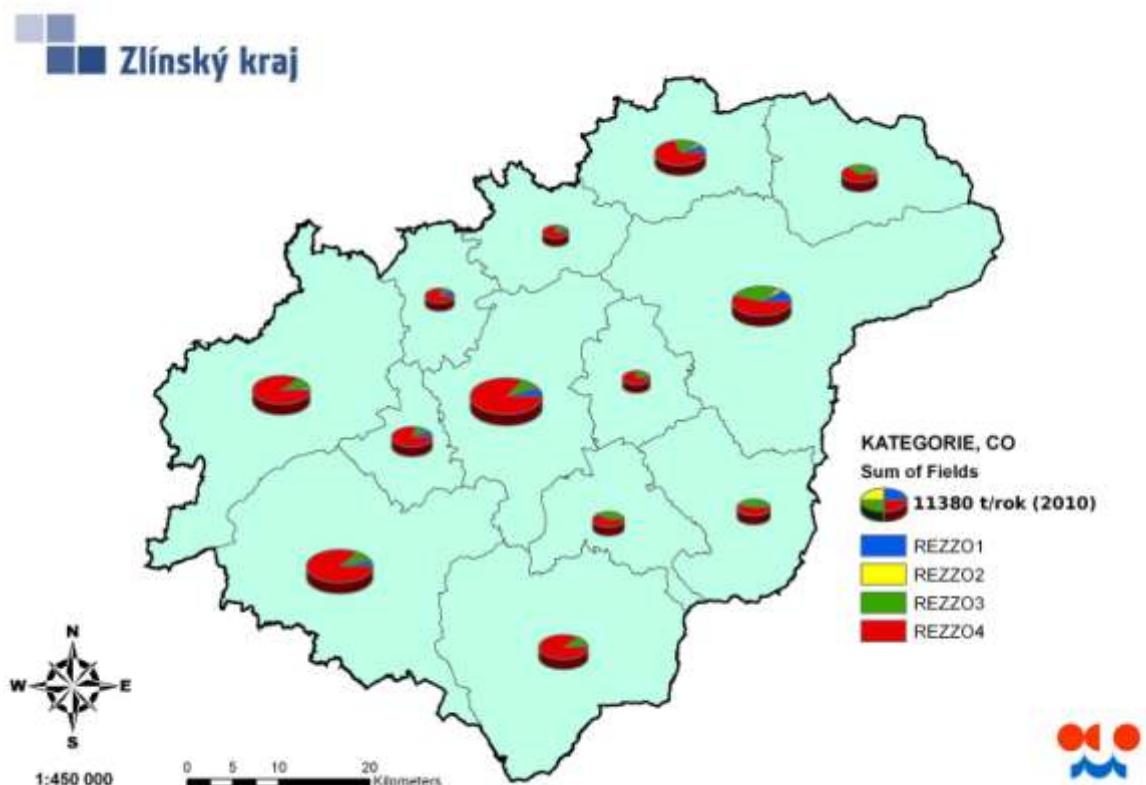 Zlínský kraj
KATEGORIE, CO
Sum of Fields
11380 t/rok (2010)
REZZO1
REZZO2
REZZO3
REZZO4
N
W E
S
1:450 000
0 5 10 20
Kilometers